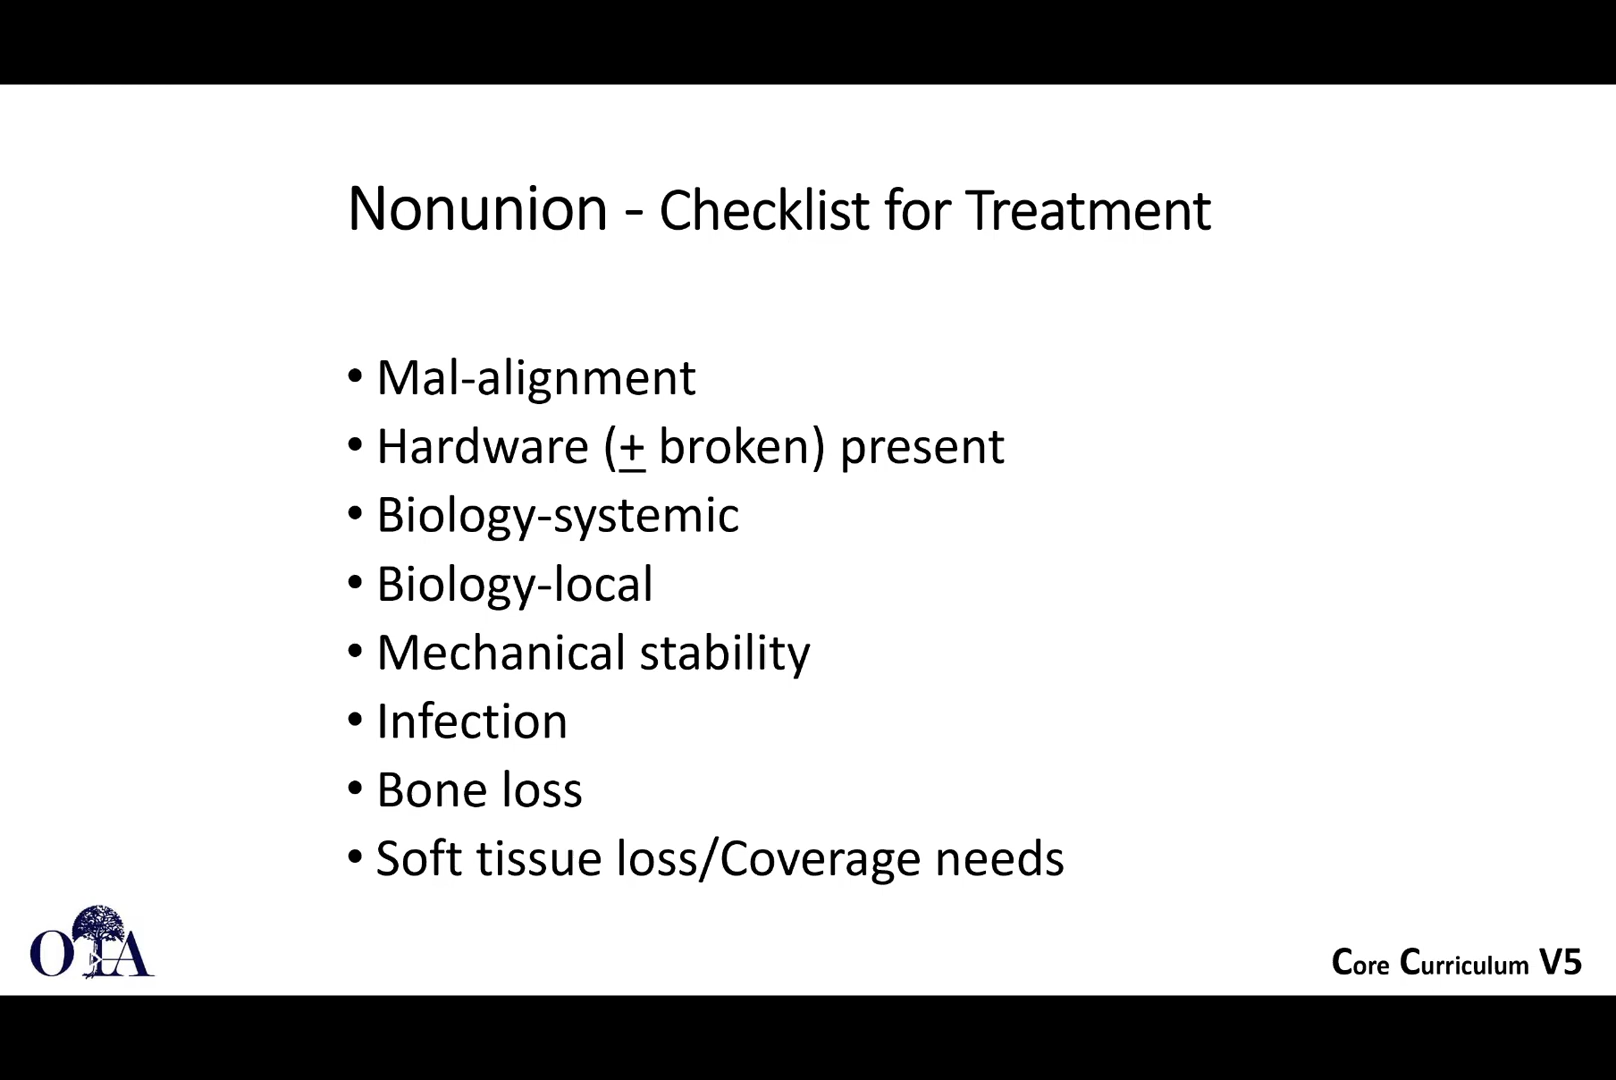 Nonunion - Checklist for Treatment
• Mal-alignment
• Hardware (± broken) present
• Biology-systemic
• Biology-local
• Mechanical stability
• Infection
• Bone loss
• Soft tissue loss/Coverage needs
OTA
Core Curriculum V5